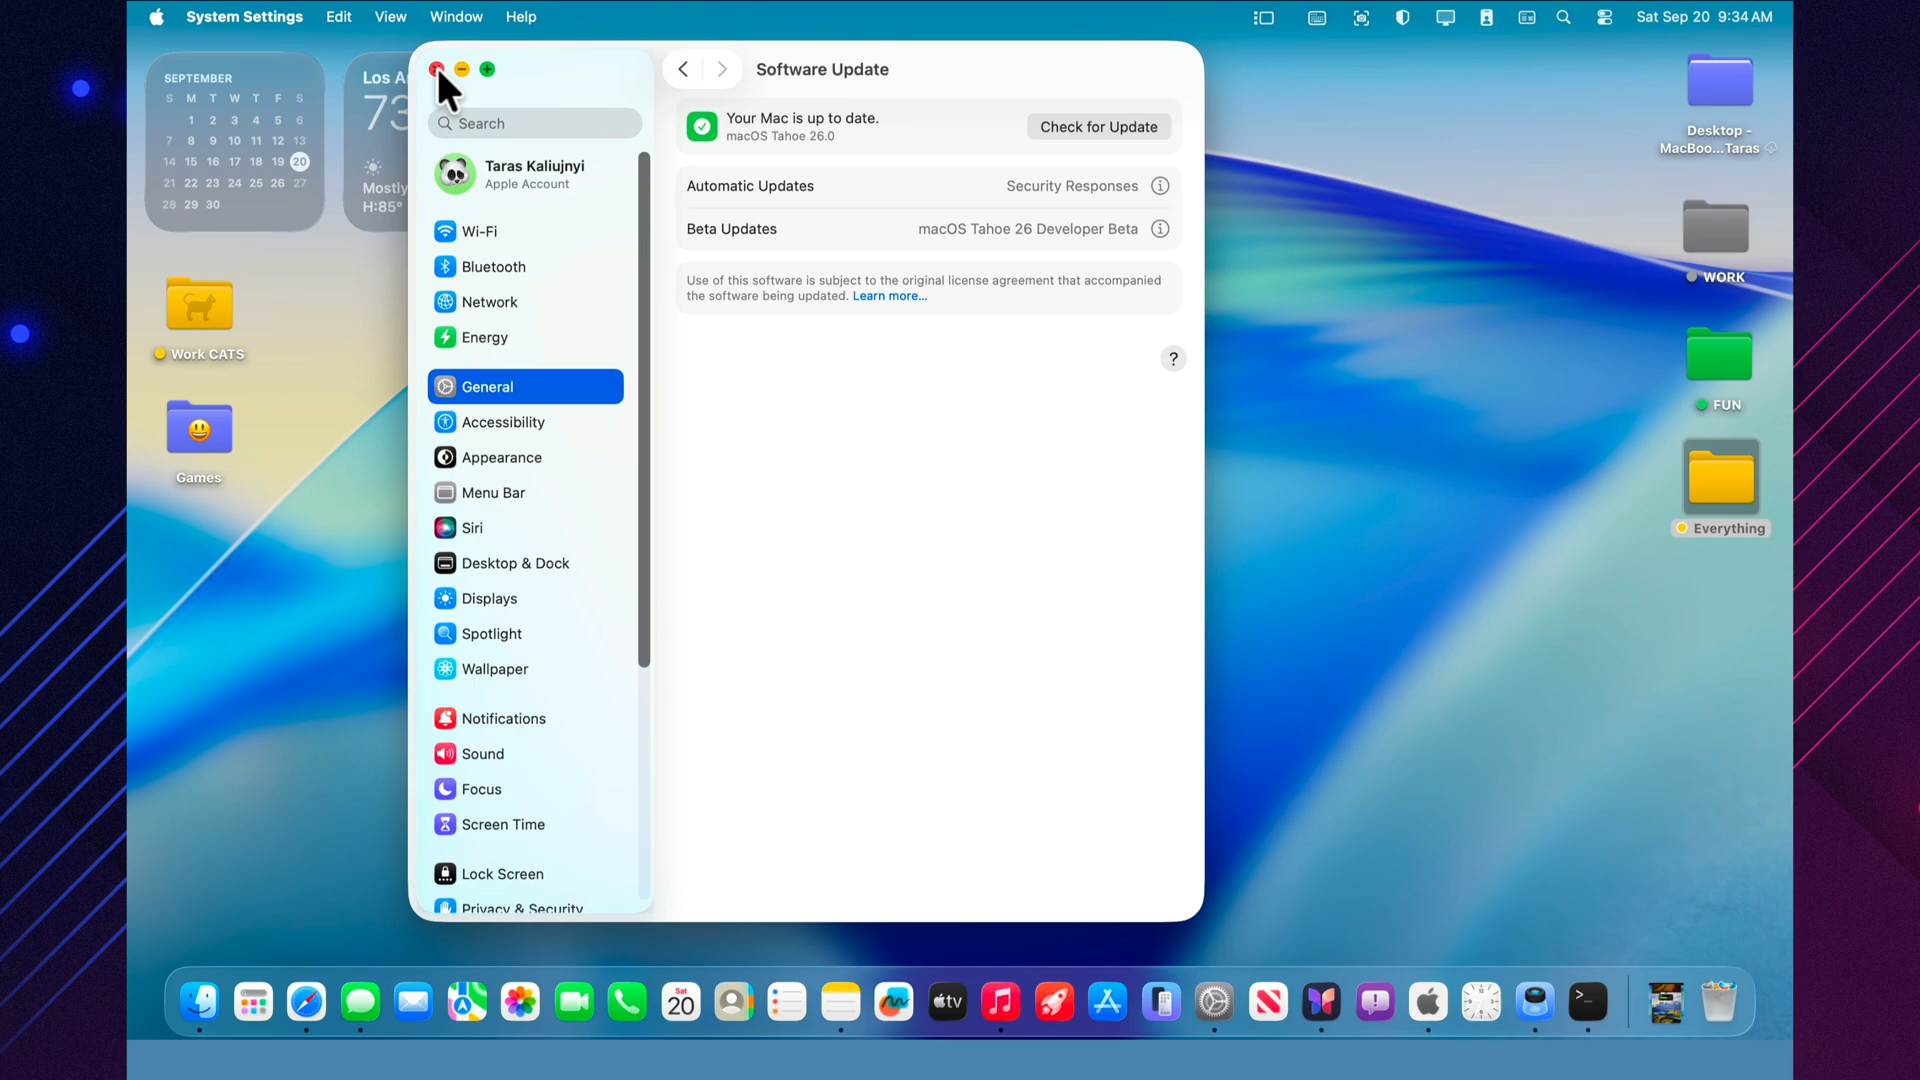 System Settings Edit View Window Help
Sat Sep 20 9:34 AM
SEPTEMBER
S M T W T F S
1 2 3 4 5 6
7 8 9 10 11 12 13
14 15 16 17 18 19 20
21 22 23 24 25 26 27
28 29 30
Los A
73
Mostly
H:85°
Work CATS
Games
Search
Taras Kaliujnyi
Apple Account
Wi-Fi
Bluetooth
Network
Energy
General
Accessibility
Appearance
Menu Bar
Siri
Desktop & Dock
Displays
Spotlight
Wallpaper
Notifications
Sound
Focus
Screen Time
Lock Screen
Privacy & Security
Software Update
Your Mac is up to date.
macOS Tahoe 26.0
Check for Update
Automatic Updates
Security Responses
Beta Updates
macOS Tahoe 26 Developer Beta
Use of this software is subject to the original license agreement that accompanied
the software being updated. Learn more...
?
Desktop -
MacBoo...Taras
WORK
FUN
Everything
Sat
20
tv
>_